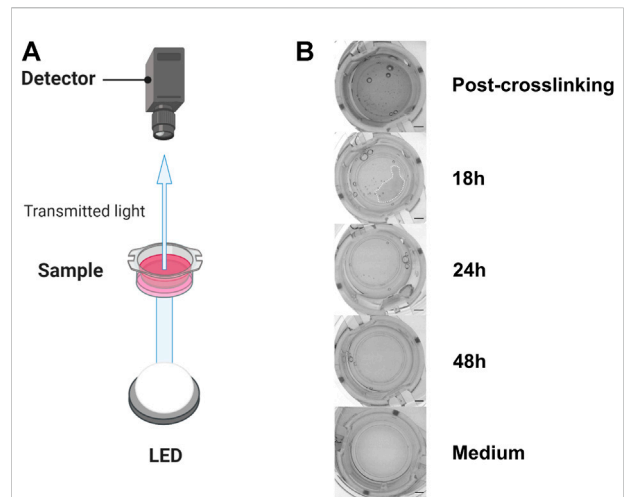 A
Detector
Transmitted light
Sample
LED
B
Post-crosslinking
18h
24h
48h
Medium